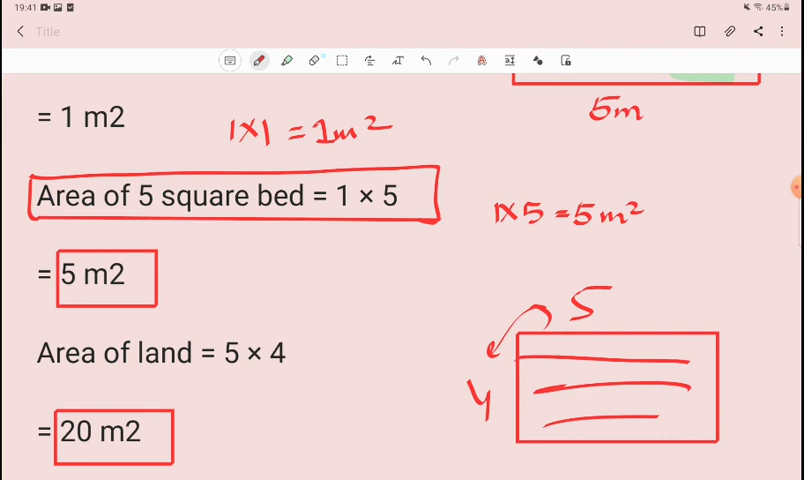 19:41
45%
Title
5m
= 1 m2
1×1 = 1m2
Area of 5 square bed = 1 × 5
1×5 = 5m2
= 5 m2
5
Area of land = 5 × 4
4
= 20 m2